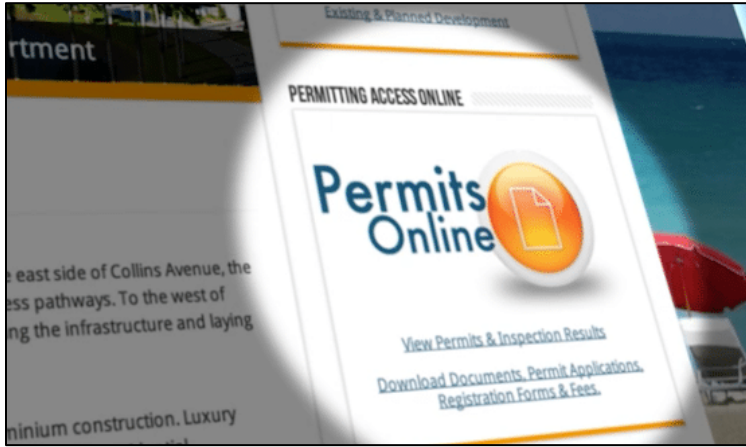 Existing & Planned Development
rtment
PERMITTING ACCESS ONLINE
Permits
Online
e east side of Collins Avenue, the
ess pathways. To the west of
ng the infrastructure and laying
View Permits & Inspection Results
Download Documents, Permit Applications,
Registration Forms & Fees.
minium construction. Luxury